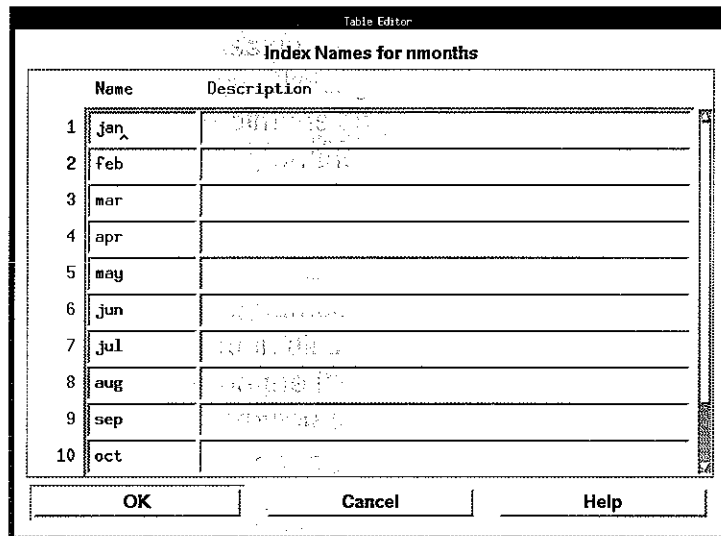 Table Editor
Index Names for nmonths
Name Description
1 jan
2 feb
3 mar
4 apr
5 may
6 jun
7 jul
8 aug
9 sep
10 oct
OK Cancel Help